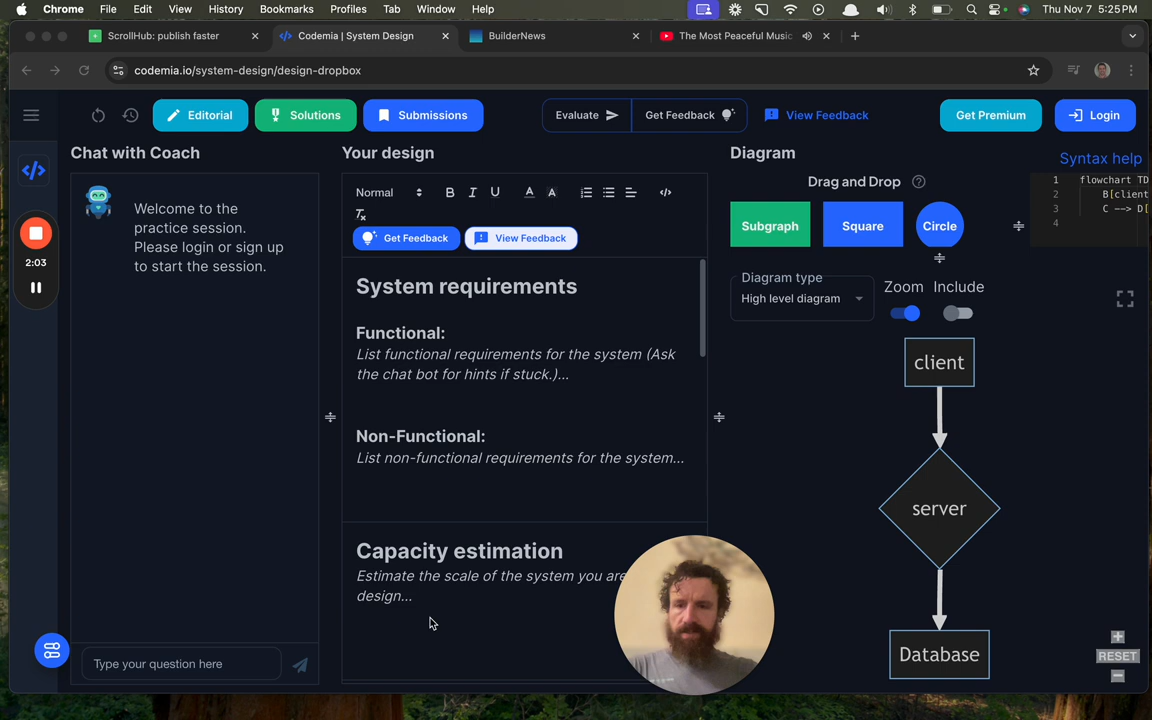 Chrome File Edit View History Bookmarks Profiles Tab Window Help Thu Nov 7 5:25 PM
ScrollHub: publish faster
Codemia | System Design
BuilderNews
The Most Peaceful Music
codemia.io/system-design/design-dropbox
Editorial
Solutions
Submissions
Evaluate
Get Feedback
View Feedback
Get Premium
Login
2:03
Chat with Coach
Welcome to the
practice session.
Please login or sign up
to start the session.
Type your question here
Your design
Normal
B I U A A
Get Feedback
View Feedback
System requirements
Functional:
List functional requirements for the system (Ask
the chat bot for hints if stuck.)...
Non-Functional:
List non-functional requirements for the system...
Capacity estimation
Estimate the scale of the system you are
design...
Diagram
Syntax help
Drag and Drop ?
Subgraph
Square
Circle
1 flowchart TD
2 B[client
3 C --> D[
4
Diagram type
High level diagram
Zoom
Include
client
server
Database
+
RESET
-